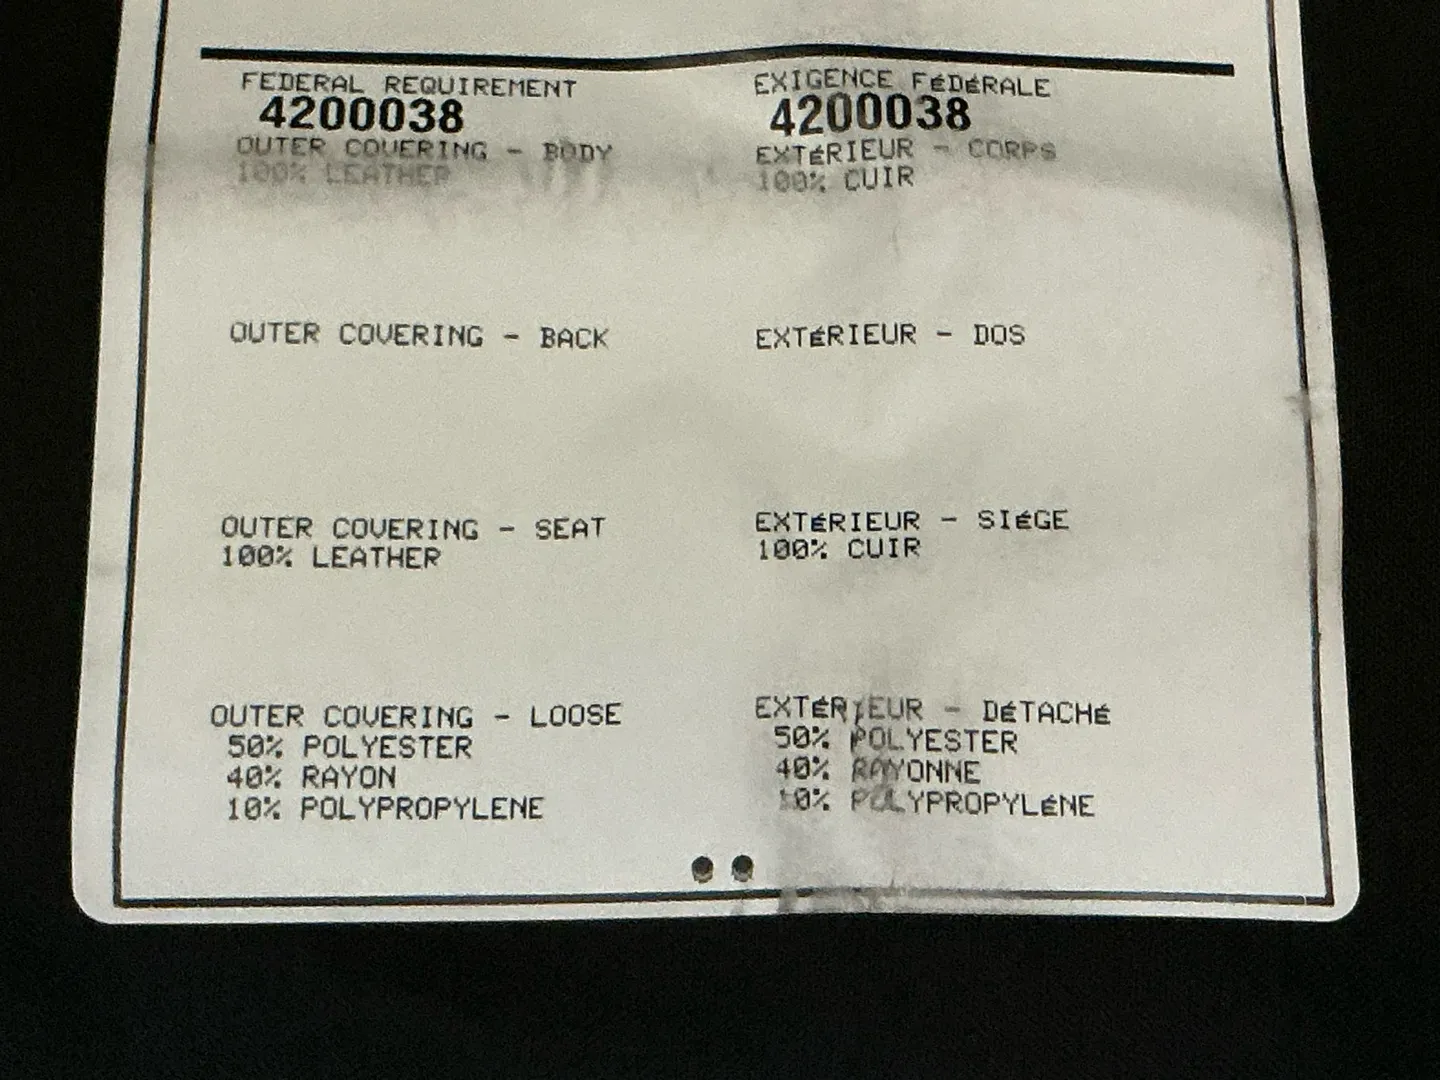 FEDERAL REQUIREMENT
4200038
OUTER COVERING - BODY
100% LEATHER
OUTER COVERING - BACK
OUTER COVERING - SEAT
100% LEATHER
OUTER COVERING - LOOSE
50% POLYESTER
40% RAYON
10% POLYPROPYLENE
EXIGENCE FÉDÉRALE
4200038
EXTÉRIEUR - CORPS
100% CUIR
EXTÉRIEUR - DOS
EXTÉRIEUR - SIÉGE
100% CUIR
EXTÉRIEUR - DÉTACHÉ
50% POLYESTER
40% RAYONNE
10% POLYPROPYLÉNE